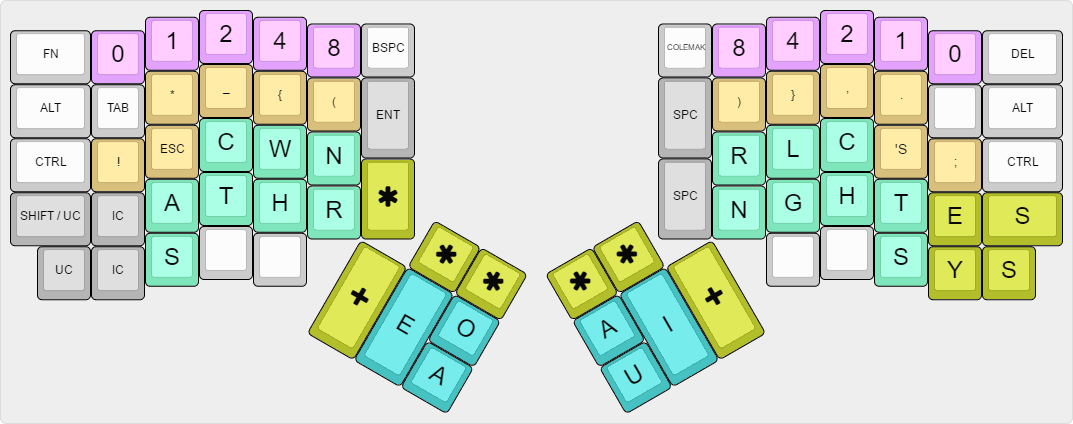 FN 0 1 2 4 8 BSPC COLEMAK 8 4 2 1 0 DEL
ALT TAB * – { ( ENT SPC ) } , . ALT
CTRL ! ESC C W N R L C 'S ; CTRL
SHIFT / UC IC A T H R * SPC N G H T E S
UC IC S S Y S
* * * *
+ E O A I +
A U